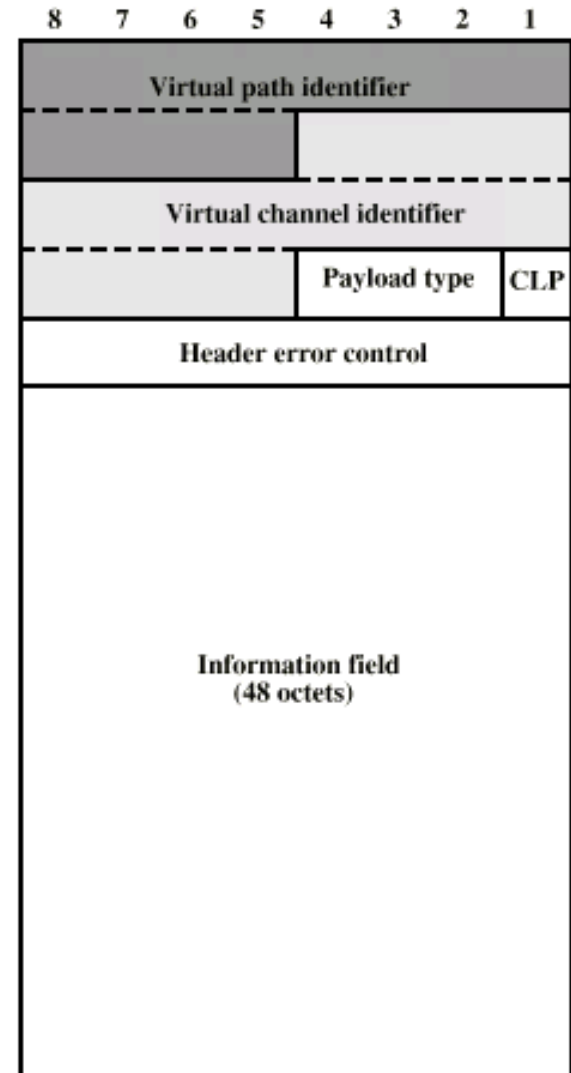 8 7 6 5 4 3 2 1
Virtual path identifier
Virtual channel identifier
Payload type CLP
Header error control
Information field
(48 octets)